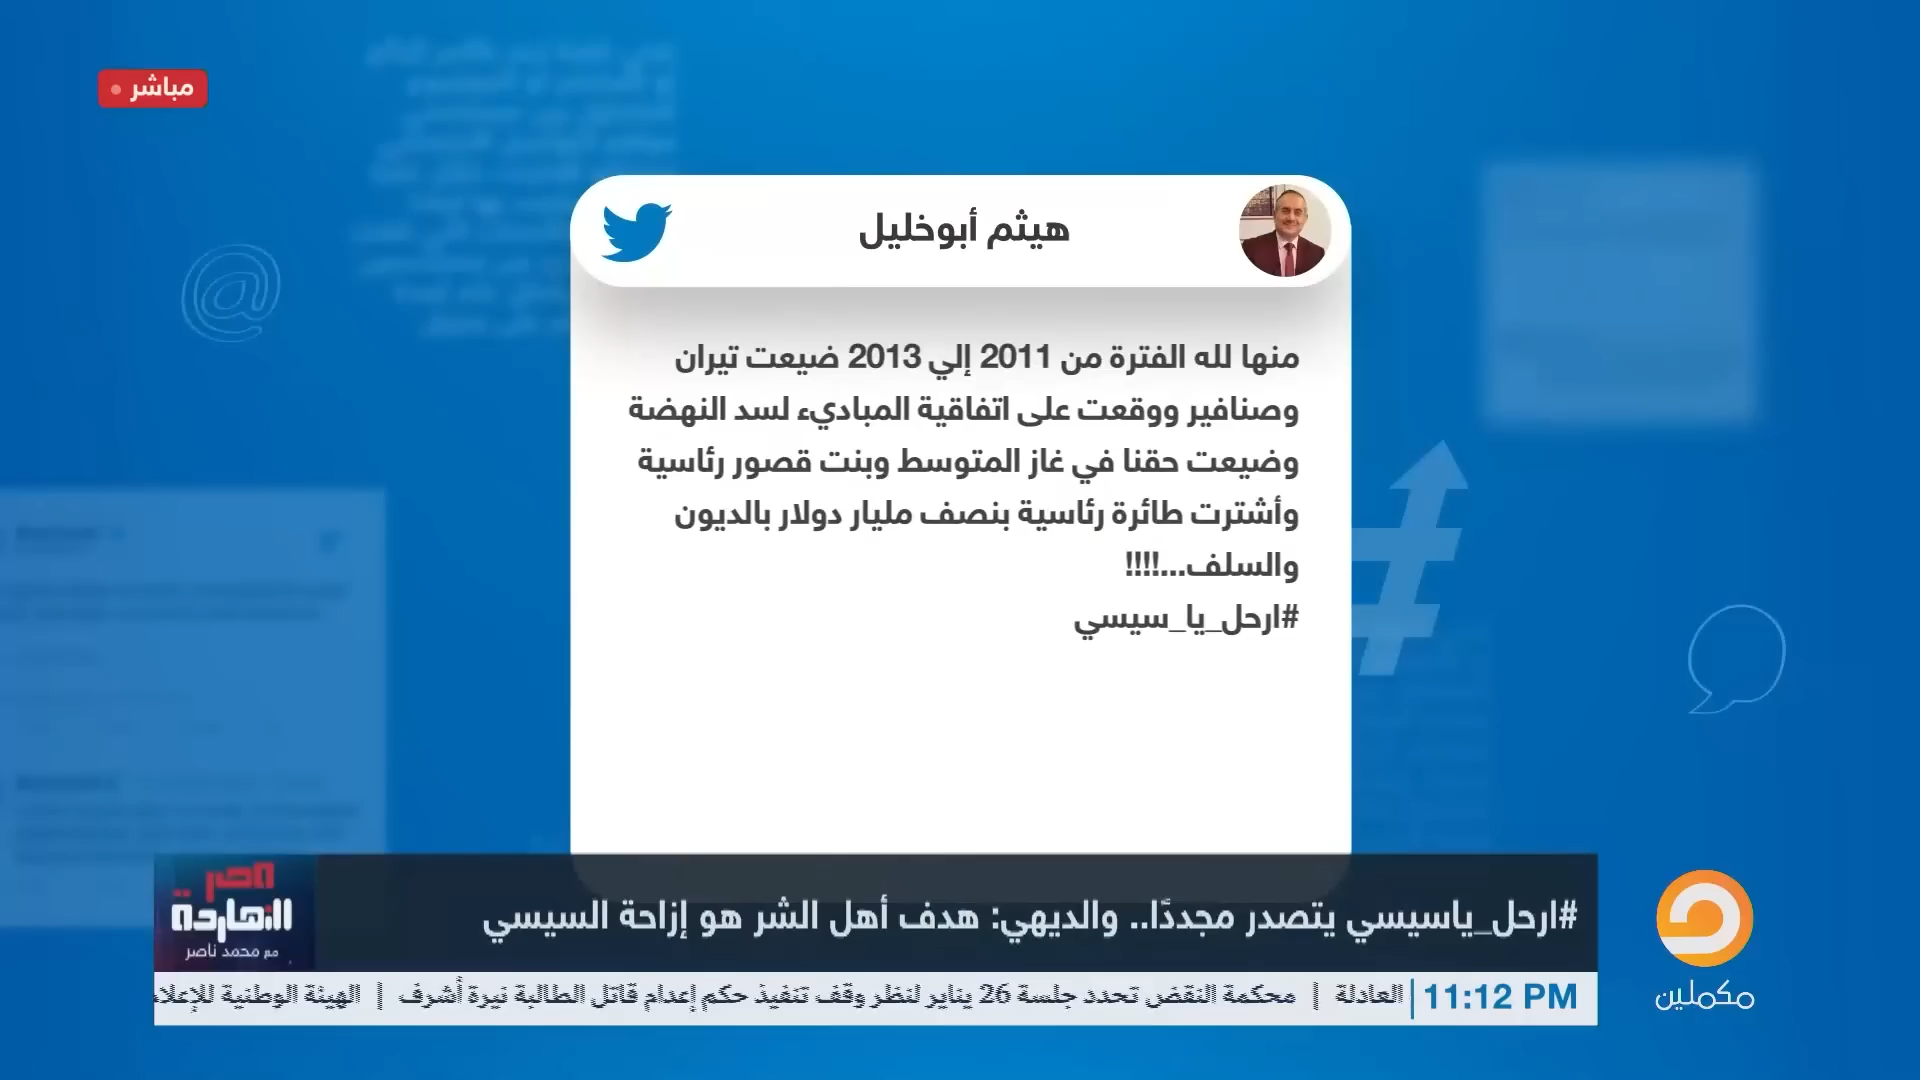 مباشر
هيثم أبوخليل
منها لله الفترة من 2011 إلي 2013 ضيعت تيران
وصنافير ووقعت على اتفاقية المباديء لسد النهضة
وضيعت حقنا في غاز المتوسط وبنت قصور رئاسية
وأشترت طائرة رئاسية بنصف مليار دولار بالديون
والسلف...!!!!
#ارحل_يا_سيسي
#ارحل_ياسيسي يتصدر مجددًا.. والديهي: هدف أهل الشر هو إزاحة السيسي
مصر
النهاردة
مع محمد ناصر
11:12 PM
العادلة | محكمة النقض تحدد جلسة 26 يناير لنظر وقف تنفيذ حكم إعدام قاتل الطالبة نيرة أشرف | الهيئة الوطنية للإعلا
مكملين